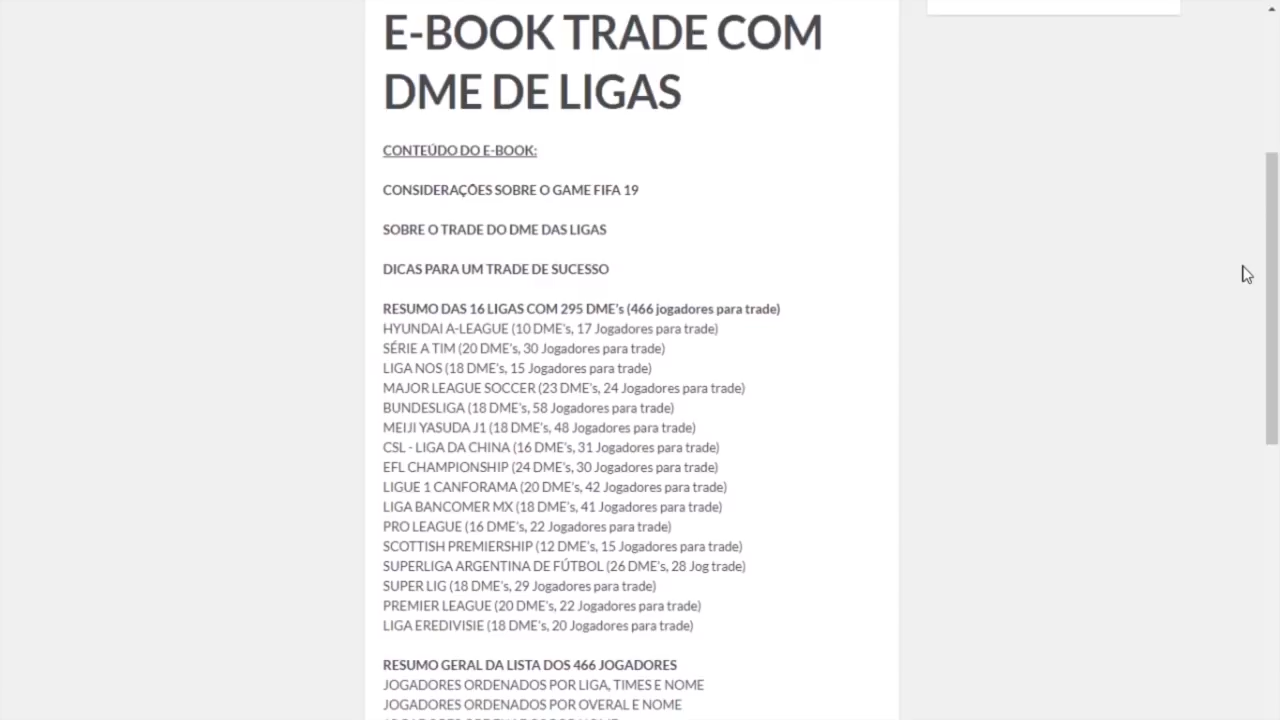 E-BOOK TRADE COM
DME DE LIGAS
CONTEÚDO DO E-BOOK:
CONSIDERAÇÕES SOBRE O GAME FIFA 19
SOBRE O TRADE DO DME DAS LIGAS
DICAS PARA UM TRADE DE SUCESSO
RESUMO DAS 16 LIGAS COM 295 DME's (466 jogadores para trade)
HYUNDAI A-LEAGUE (10 DME's, 17 Jogadores para trade)
SÉRIE A TIM (20 DME's, 30 Jogadores para trade)
LIGA NOS (18 DME's, 15 Jogadores para trade)
MAJOR LEAGUE SOCCER (23 DME's, 24 Jogadores para trade)
BUNDESLIGA (18 DME's, 58 Jogadores para trade)
MEIJI YASUDA J1 (18 DME's, 48 Jogadores para trade)
CSL - LIGA DA CHINA (16 DME's, 31 Jogadores para trade)
EFL CHAMPIONSHIP (24 DME's, 30 Jogadores para trade)
LIGUE 1 CANFORAMA (20 DME's, 42 Jogadores para trade)
LIGA BANCOMER MX (18 DME's, 41 Jogadores para trade)
PRO LEAGUE (16 DME's, 22 Jogadores para trade)
SCOTTISH PREMIERSHIP (12 DME's, 15 Jogadores para trade)
SUPERLIGA ARGENTINA DE FÚTBOL (26 DME's, 28 Jog trade)
SUPER LIG (18 DME's, 29 Jogadores para trade)
PREMIER LEAGUE (20 DME's, 22 Jogadores para trade)
LIGA EREDIVISIE (18 DME's, 20 Jogadores para trade)
RESUMO GERAL DA LISTA DOS 466 JOGADORES
JOGADORES ORDENADOS POR LIGA, TIMES E NOME
JOGADORES ORDENADOS POR OVERAL E NOME